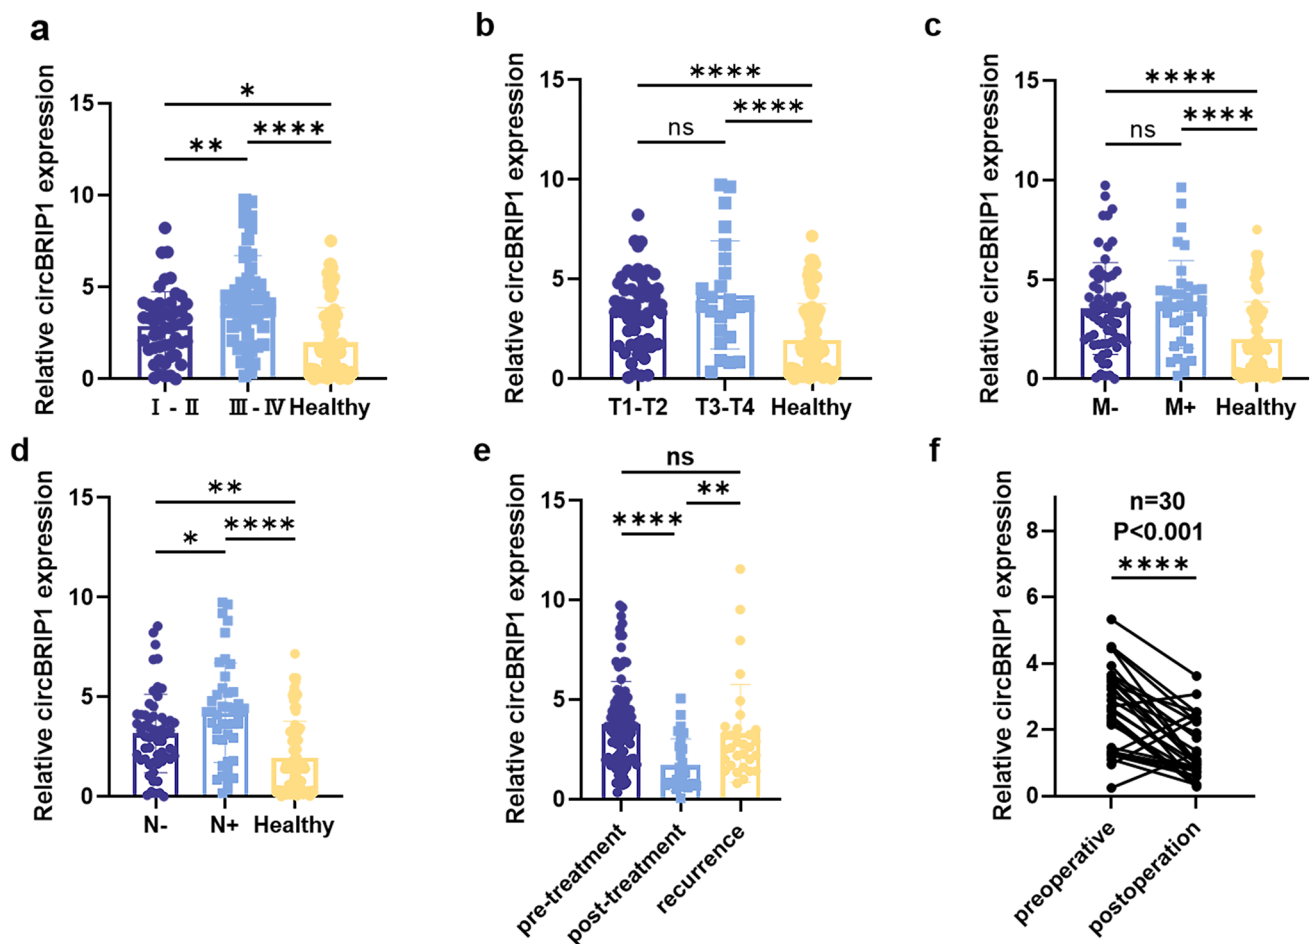 a
Relative circBRIP1 expression
15
10
5
0
*
**
****
Ⅰ - Ⅱ
Ⅲ - Ⅳ
Healthy
b
Relative circBRIP1 expression
15
10
5
0
****
ns
****
T1-T2
T3-T4
Healthy
c
Relative circBRIP1 expression
15
10
5
0
****
ns
****
M-
M+
Healthy
d
Relative circBRIP1 expression
15
10
5
0
**
*
****
N-
N+
Healthy
e
Relative circBRIP1 expression
15
10
5
0
ns
**
****
pre-treatment
post-treatment
recurrence
f
Relative circBRIP1 expression
8
6
4
2
0
n=30
P<0.001
****
preoperative
postoperation